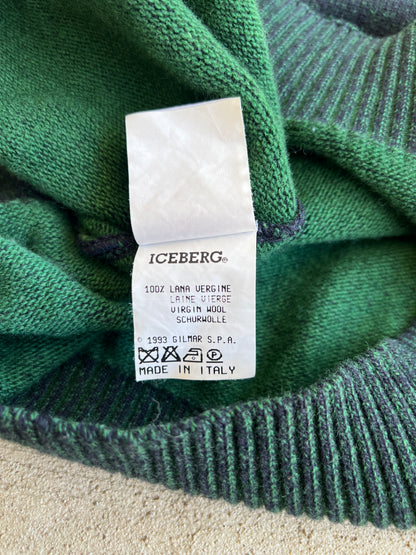 ICEBERG®
100% LANA VERGINE
LAINE VIERGE
VIRGIN WOOL
SCHURWOLLE
© 1993 GILMAR S.P.A.
MADE IN ITALY